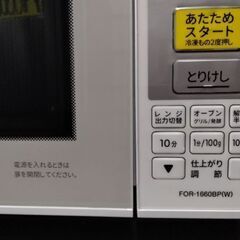 あたため
スタート
冷凍もの2度押し
とりけし
レンジ
出力切替
オーブン
グリル/発酵
解
半
10分
1分/100g
仕上がり
調節
電源を入れるときは
扉を開閉してください。
FOR-1660BP(W)